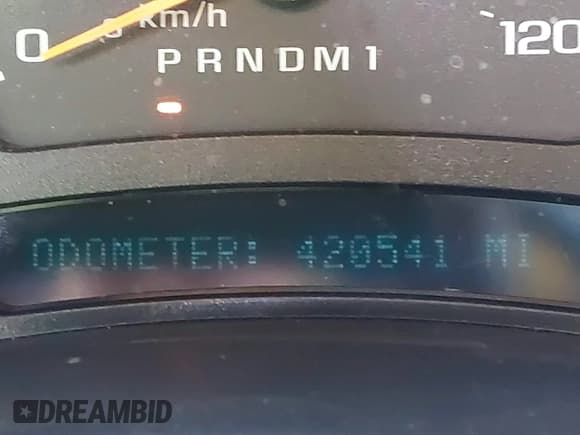 0 km/h 120
PRNDM1
ODOMETER: 420541 MI
DREAMBID